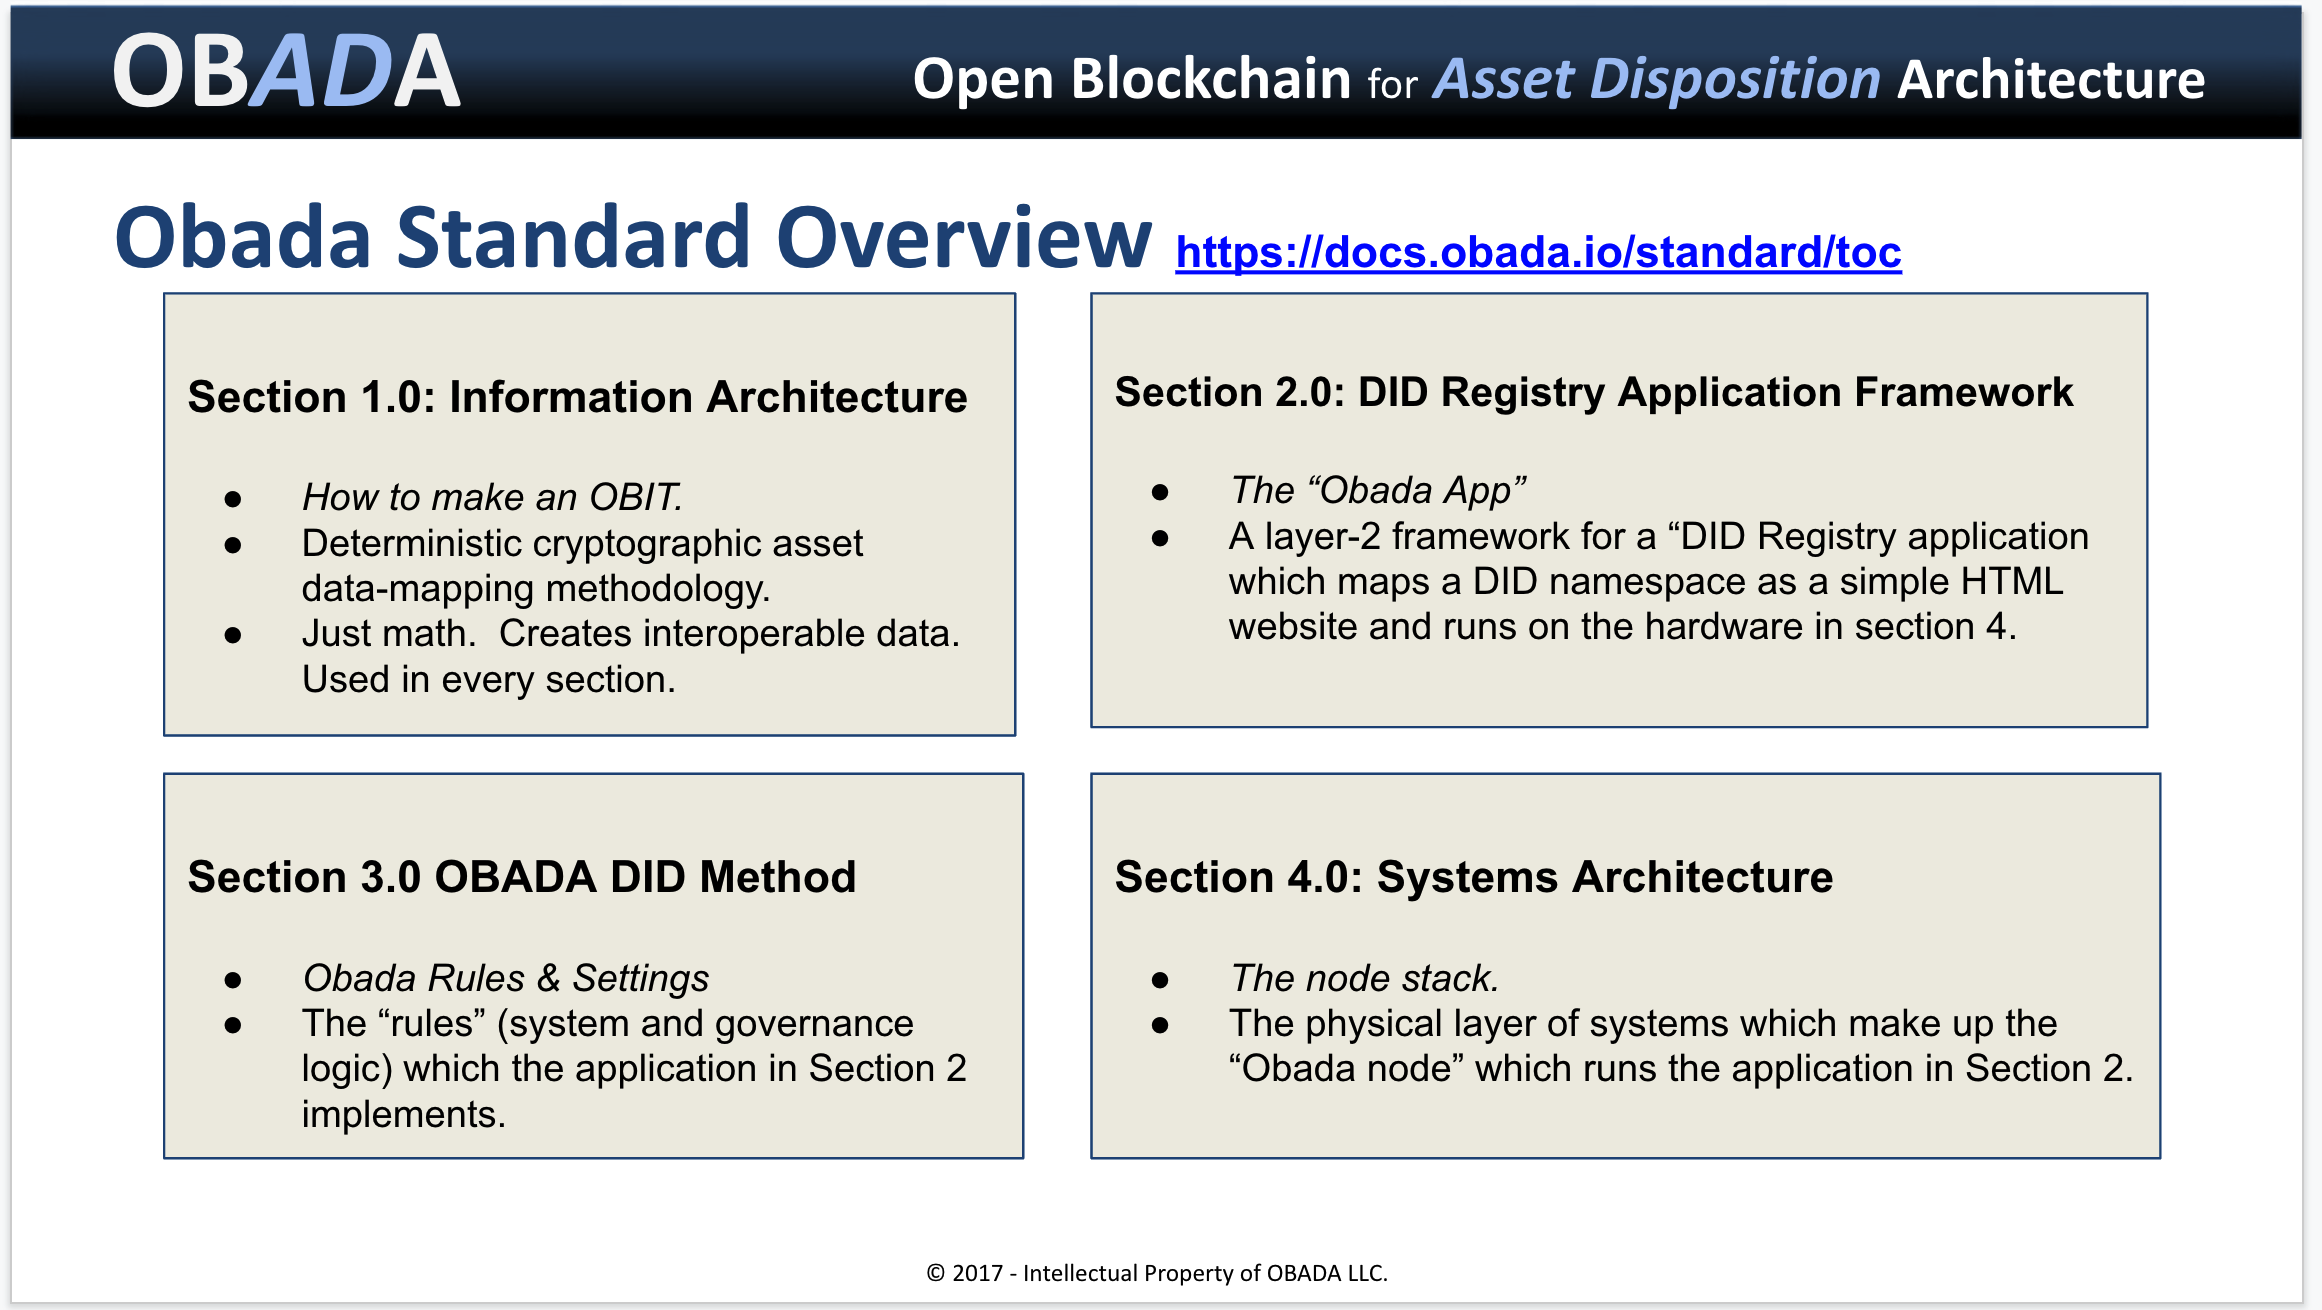 OBADA
Open Blockchain for Asset Disposition Architecture
Obada Standard Overview https://docs.obada.io/standard/toc
Section 1.0: Information Architecture
● How to make an OBIT.
● Deterministic cryptographic asset
data-mapping methodology.
● Just math.  Creates interoperable data.
Used in every section.
Section 2.0: DID Registry Application Framework
● The “Obada App”
● A layer-2 framework for a “DID Registry application
which maps a DID namespace as a simple HTML
website and runs on the hardware in section 4.
Section 3.0 OBADA DID Method
● Obada Rules & Settings
● The “rules” (system and governance
logic) which the application in Section 2
implements.
Section 4.0: Systems Architecture
● The node stack.
● The physical layer of systems which make up the
“Obada node” which runs the application in Section 2.
© 2017 - Intellectual Property of OBADA LLC.